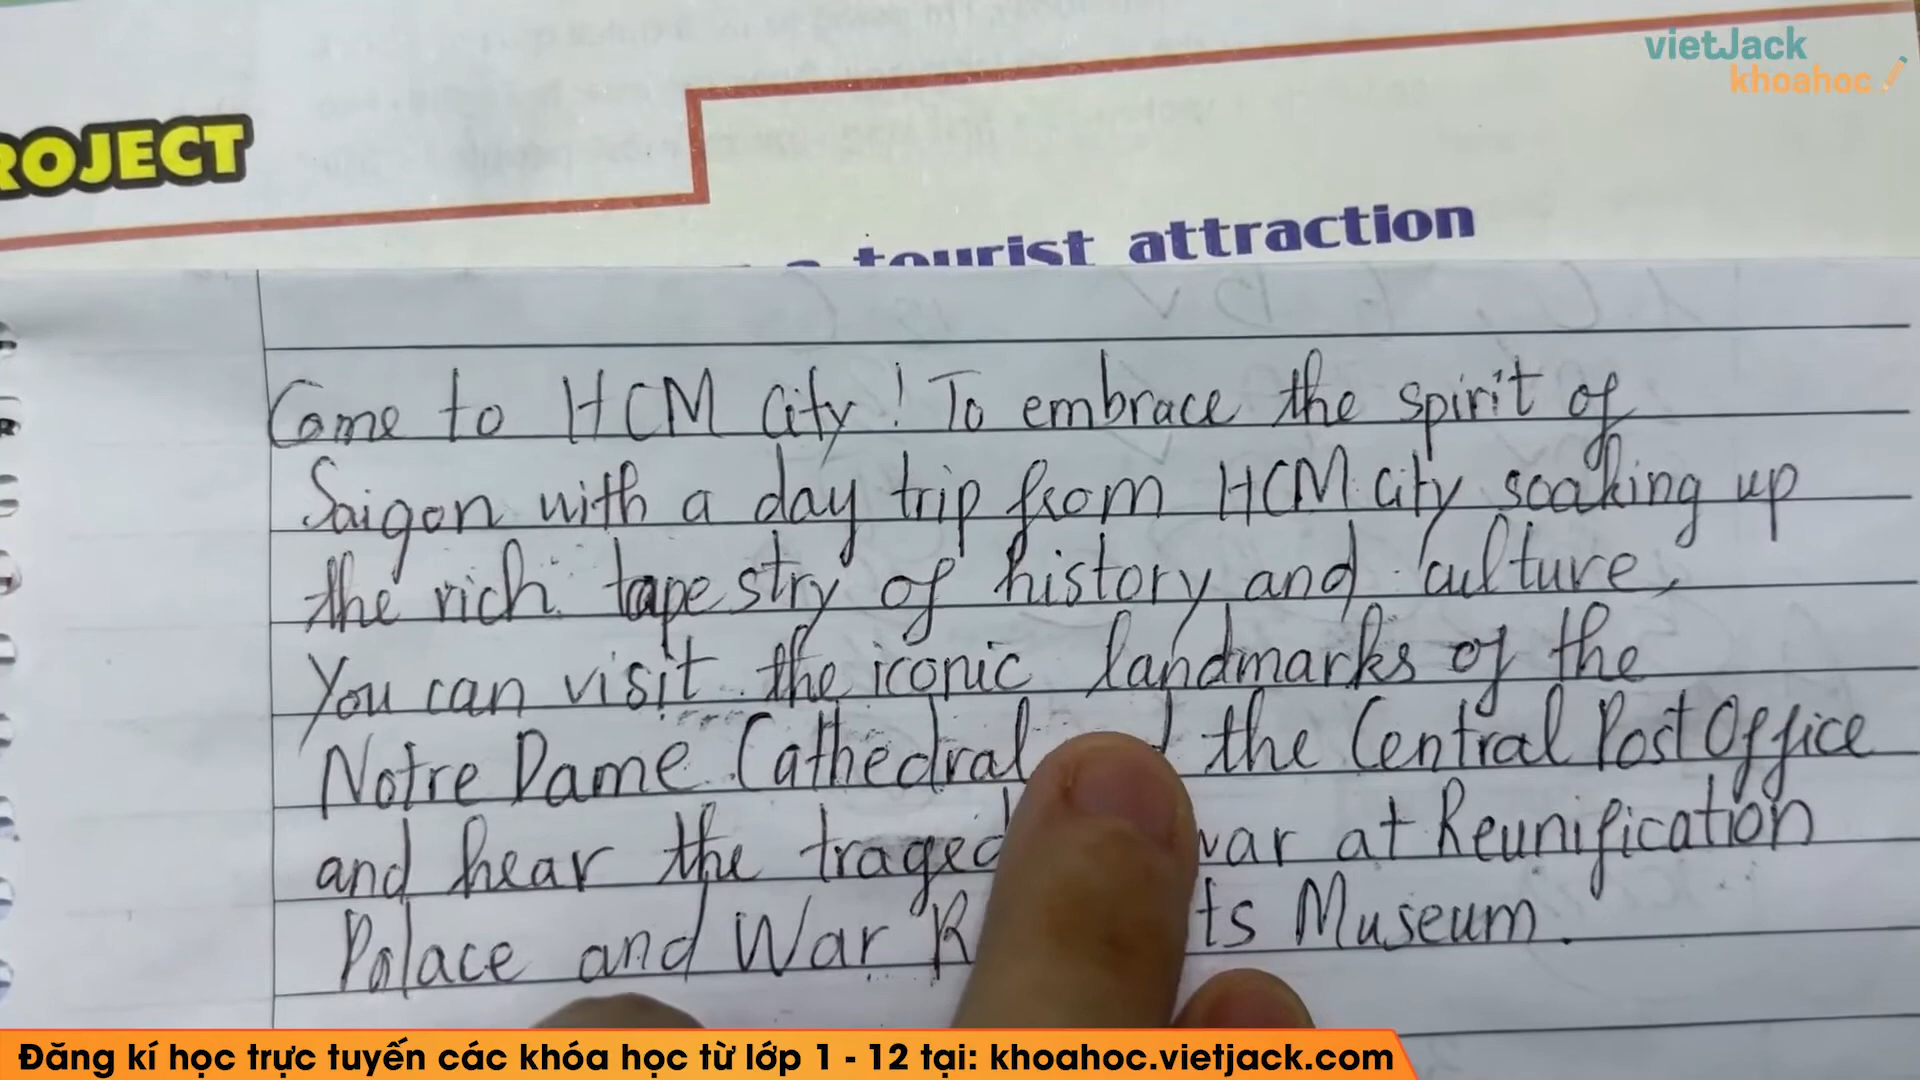 vietJack
khoahoc
ROJECT
a tourist attraction
Come to HCM City! To embrace the spirit of
Saigon with a day trip from HCM City soaking up
the rich tapestry of history and culture,
You can visit the iconic landmarks of the
Notre Dame Cathedral the Central Post Office
and hear the war at Reunification
Palace and War Museum.
Đăng kí học trực tuyến các khóa học từ lớp 1 - 12 tại: khoahoc.vietjack.com